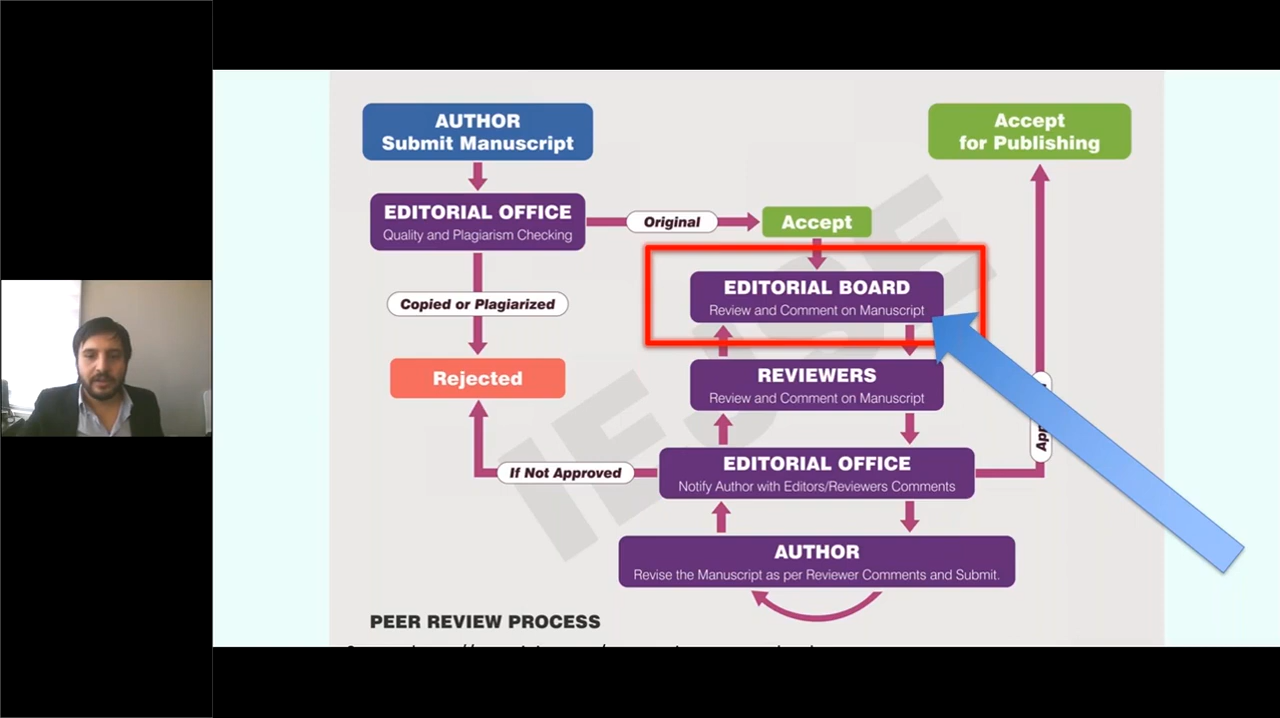 AUTHOR
Submit Manuscript
Accept
for Publishing
EDITORIAL OFFICE
Quality and Plagiarism Checking
Original
Accept
EDITORIAL BOARD
Review and Comment on Manuscript
Copied or Plagiarized
Rejected
REVIEWERS
Review and Comment on Manuscript
If Not Approved
EDITORIAL OFFICE
Notify Author with Editors/Reviewers Comments
AUTHOR
Revise the Manuscript as per Reviewer Comments and Submit.
PEER REVIEW PROCESS
IEJSE